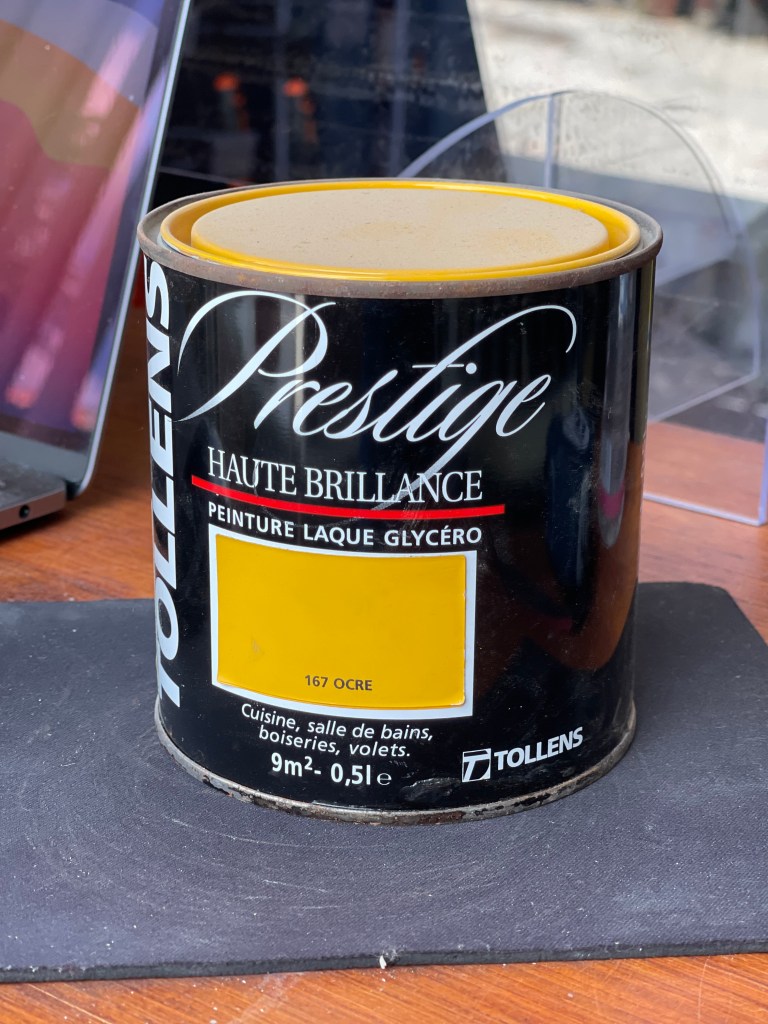 TOLLENS
Prestige
HAUTE BRILLANCE
PEINTURE LAQUE GLYCÉRO
167 OCRE
Cuisine, salle de bains,
boiseries, volets.
9m²- 0,5l ℮
TOLLENS